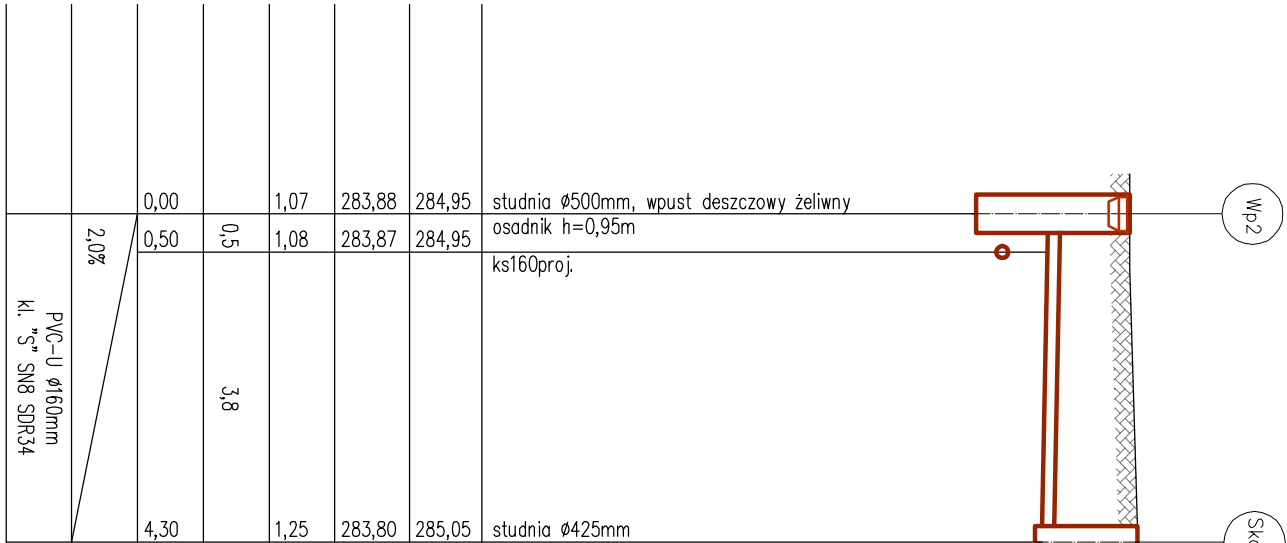 0,00 1,07 283,88 284,95 studnia ø500mm, wpust deszczowy żeliwny
osadnik h=0,95m
Wp2
2,0%
0,50 0,5 1,08 283,87 284,95
ks160proj.
PVC-U ø160mm
kl. "S" SN8 SDR34
3,8
4,30 1,25 283,80 285,05 studnia ø425mm